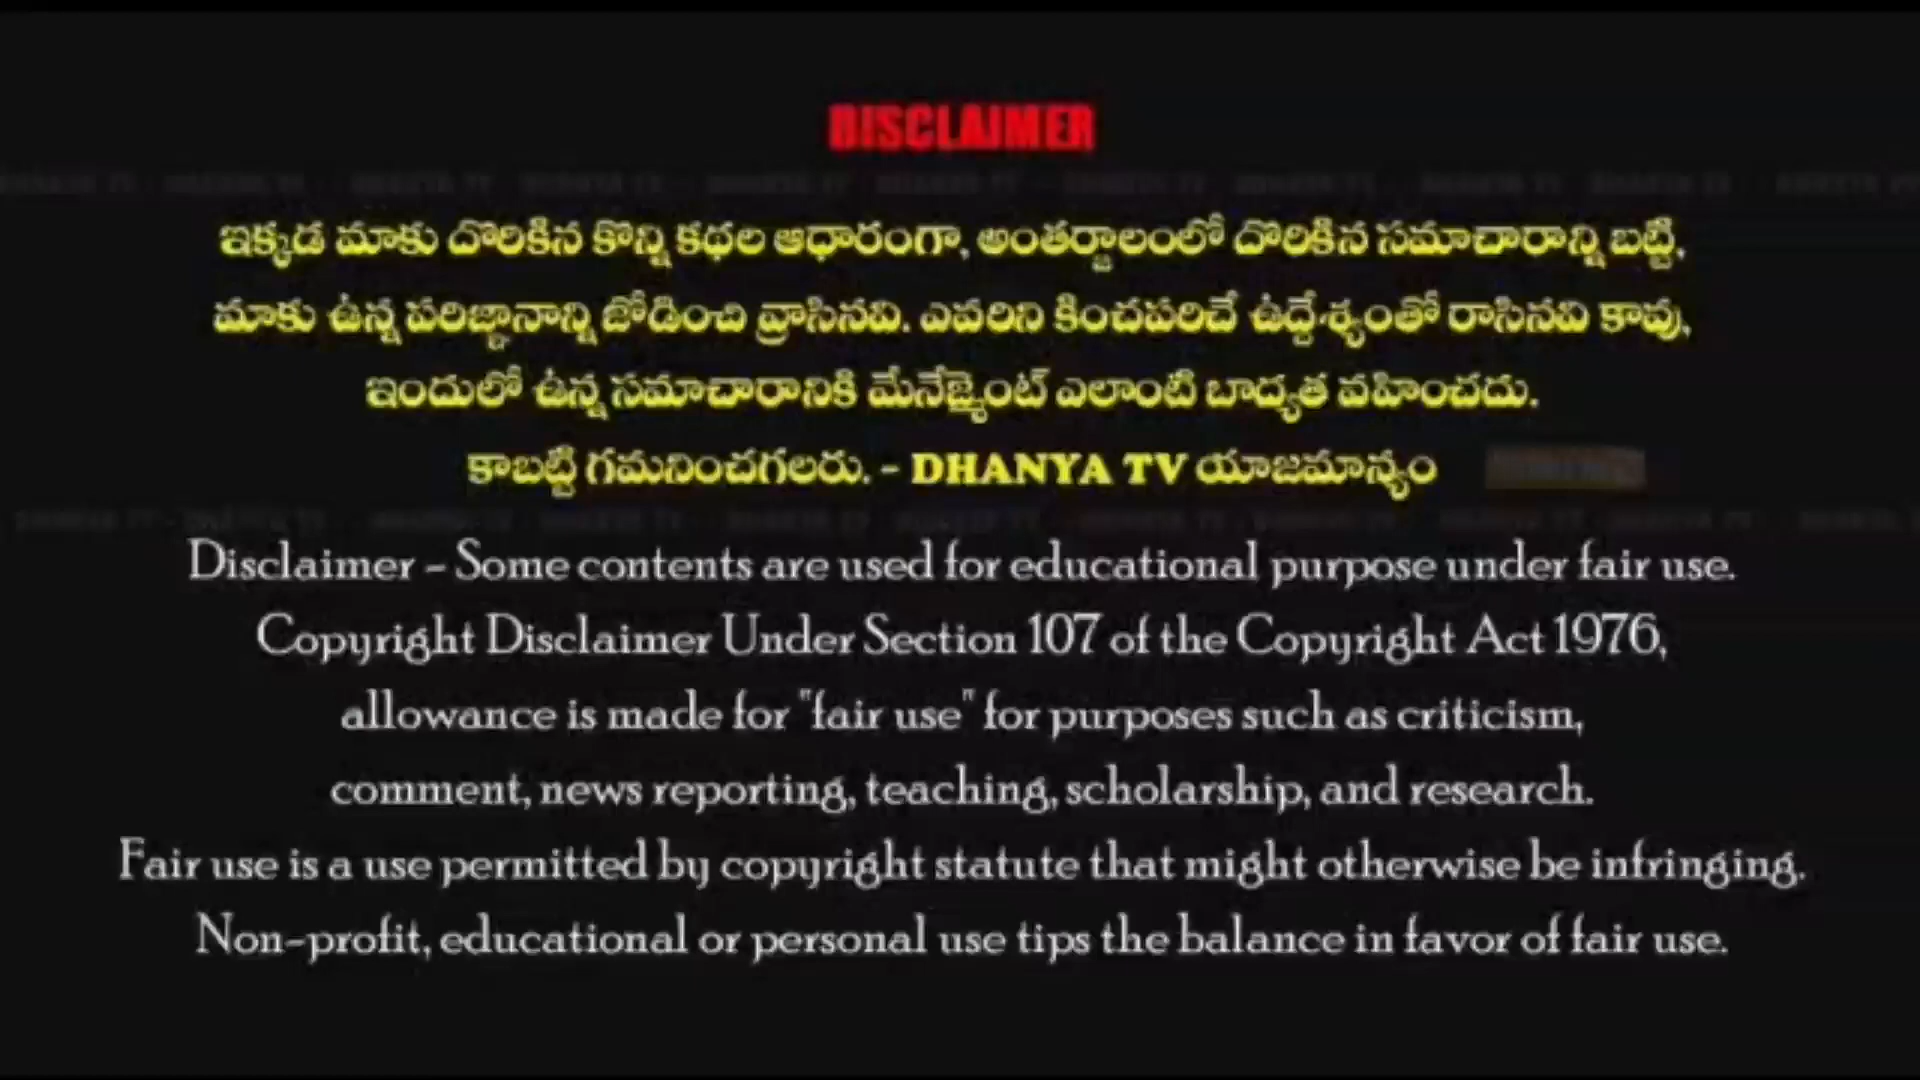 DISCLAIMER
ఇక్కడ మాకు దొరికిన కొన్ని కథల ఆధారంగా, అంతర్జాలంలో దొరికిన సమాచారాన్ని బట్టి,
మాకు ఉన్న పరిజ్ఞానాన్ని జోడించి వ్రాసినవి. ఎవరిని కించపరిచే ఉద్దేశ్యంతో రాసినవి కావు,
ఇందులో ఉన్న సమాచారానికి మేనేజ్మెంట్ ఎలాంటి బాద్యత వహించదు.
కాబట్టి గమనించగలరు. - DHANYA TV యాజమాన్యం
Disclaimer - Some contents are used for educational purpose under fair use.
Copyright Disclaimer Under Section 107 of the Copyright Act 1976,
allowance is made for "fair use" for purposes such as criticism,
comment, news reporting, teaching, scholarship, and research.
Fair use is a use permitted by copyright statute that might otherwise be infringing.
Non-profit, educational or personal use tips the balance in favor of fair use.